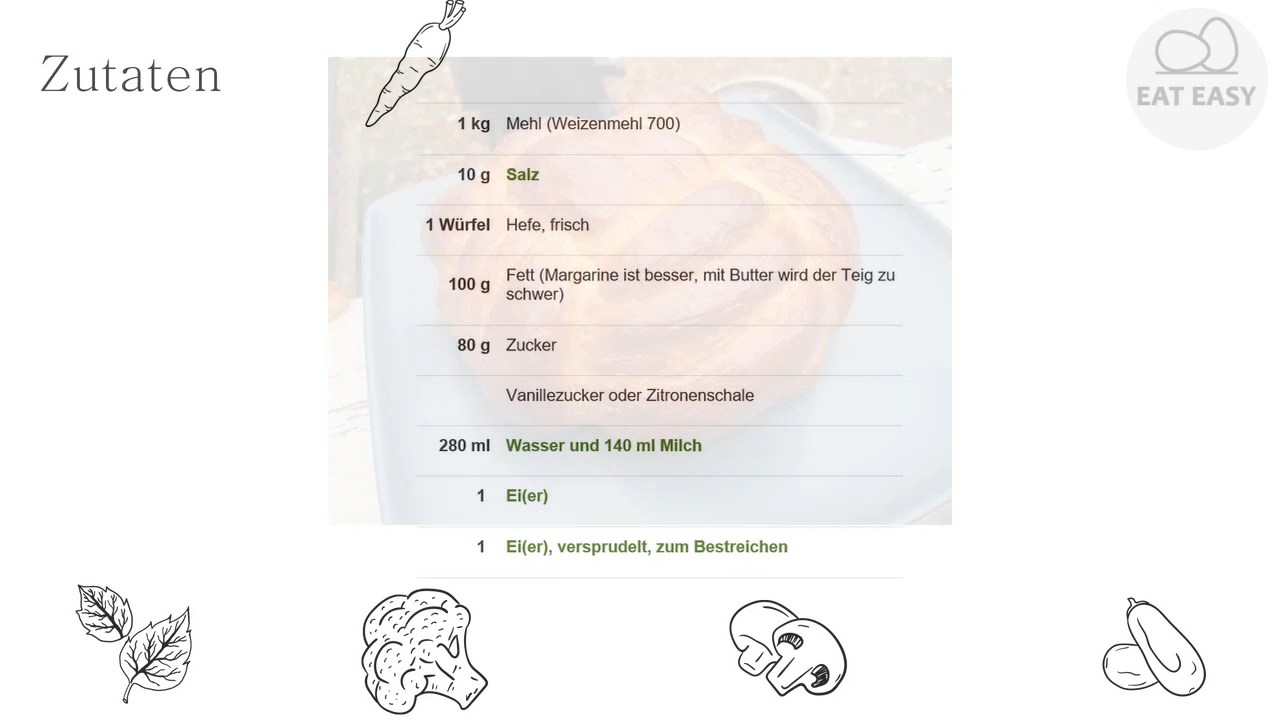 Zutaten
EAT EASY
1 kg Mehl (Weizenmehl 700)
10 g Salz
1 Würfel Hefe, frisch
100 g Fett (Margarine ist besser, mit Butter wird der Teig zu
schwer)
80 g Zucker
Vanillezucker oder Zitronenschale
280 ml Wasser und 140 ml Milch
1 Ei(er)
1 Ei(er), versprudelt, zum Bestreichen